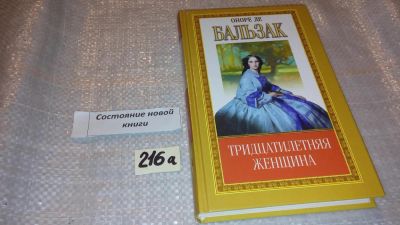 ОНОРЕ ДЕ
БАЛЬЗАК
ТРИДЦАТИЛЕТНЯЯ
ЖЕНЩИНА
Состояние новой
книги
216а